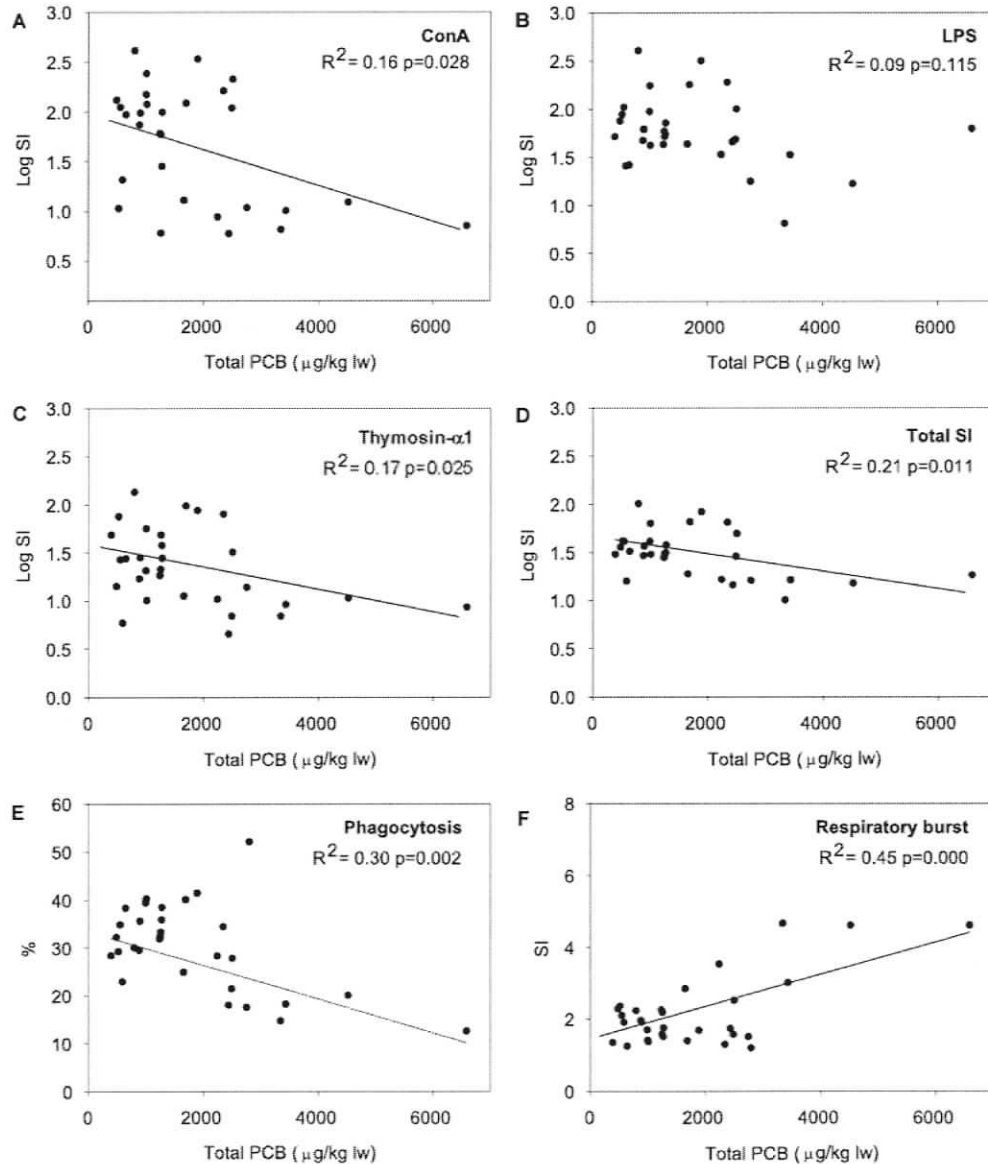 A
ConA
R2 = 0.16 p=0.028
3.0
2.5
2.0
1.5
1.0
0.5
Log SI
0
2000
4000
6000
Total PCB ( μg/kg lw)
B
LPS
R2 = 0.09 p=0.115
3.0
2.5
2.0
1.5
1.0
0.5
0.0
Log SI
0
2000
4000
6000
Total PCB ( μg/kg lw)
C
Thymosin-α1
R2 = 0.17 p=0.025
3.0
2.5
2.0
1.5
1.0
0.5
0.0
Log SI
0
2000
4000
6000
Total PCB ( μg/kg lw)
D
Total SI
R2 = 0.21 p=0.011
3.0
2.5
2.0
1.5
1.0
0.5
0.0
Log SI
0
2000
4000
6000
Total PCB ( μg/kg lw)
E
Phagocytosis
R2 = 0.30 p=0.002
60
50
40
30
20
10
0
%
0
2000
4000
6000
Total PCB ( μg/kg lw)
F
Respiratory burst
R2 = 0.45 p=0.000
8
6
4
2
0
SI
0
2000
4000
6000
Total PCB ( μg/kg lw)